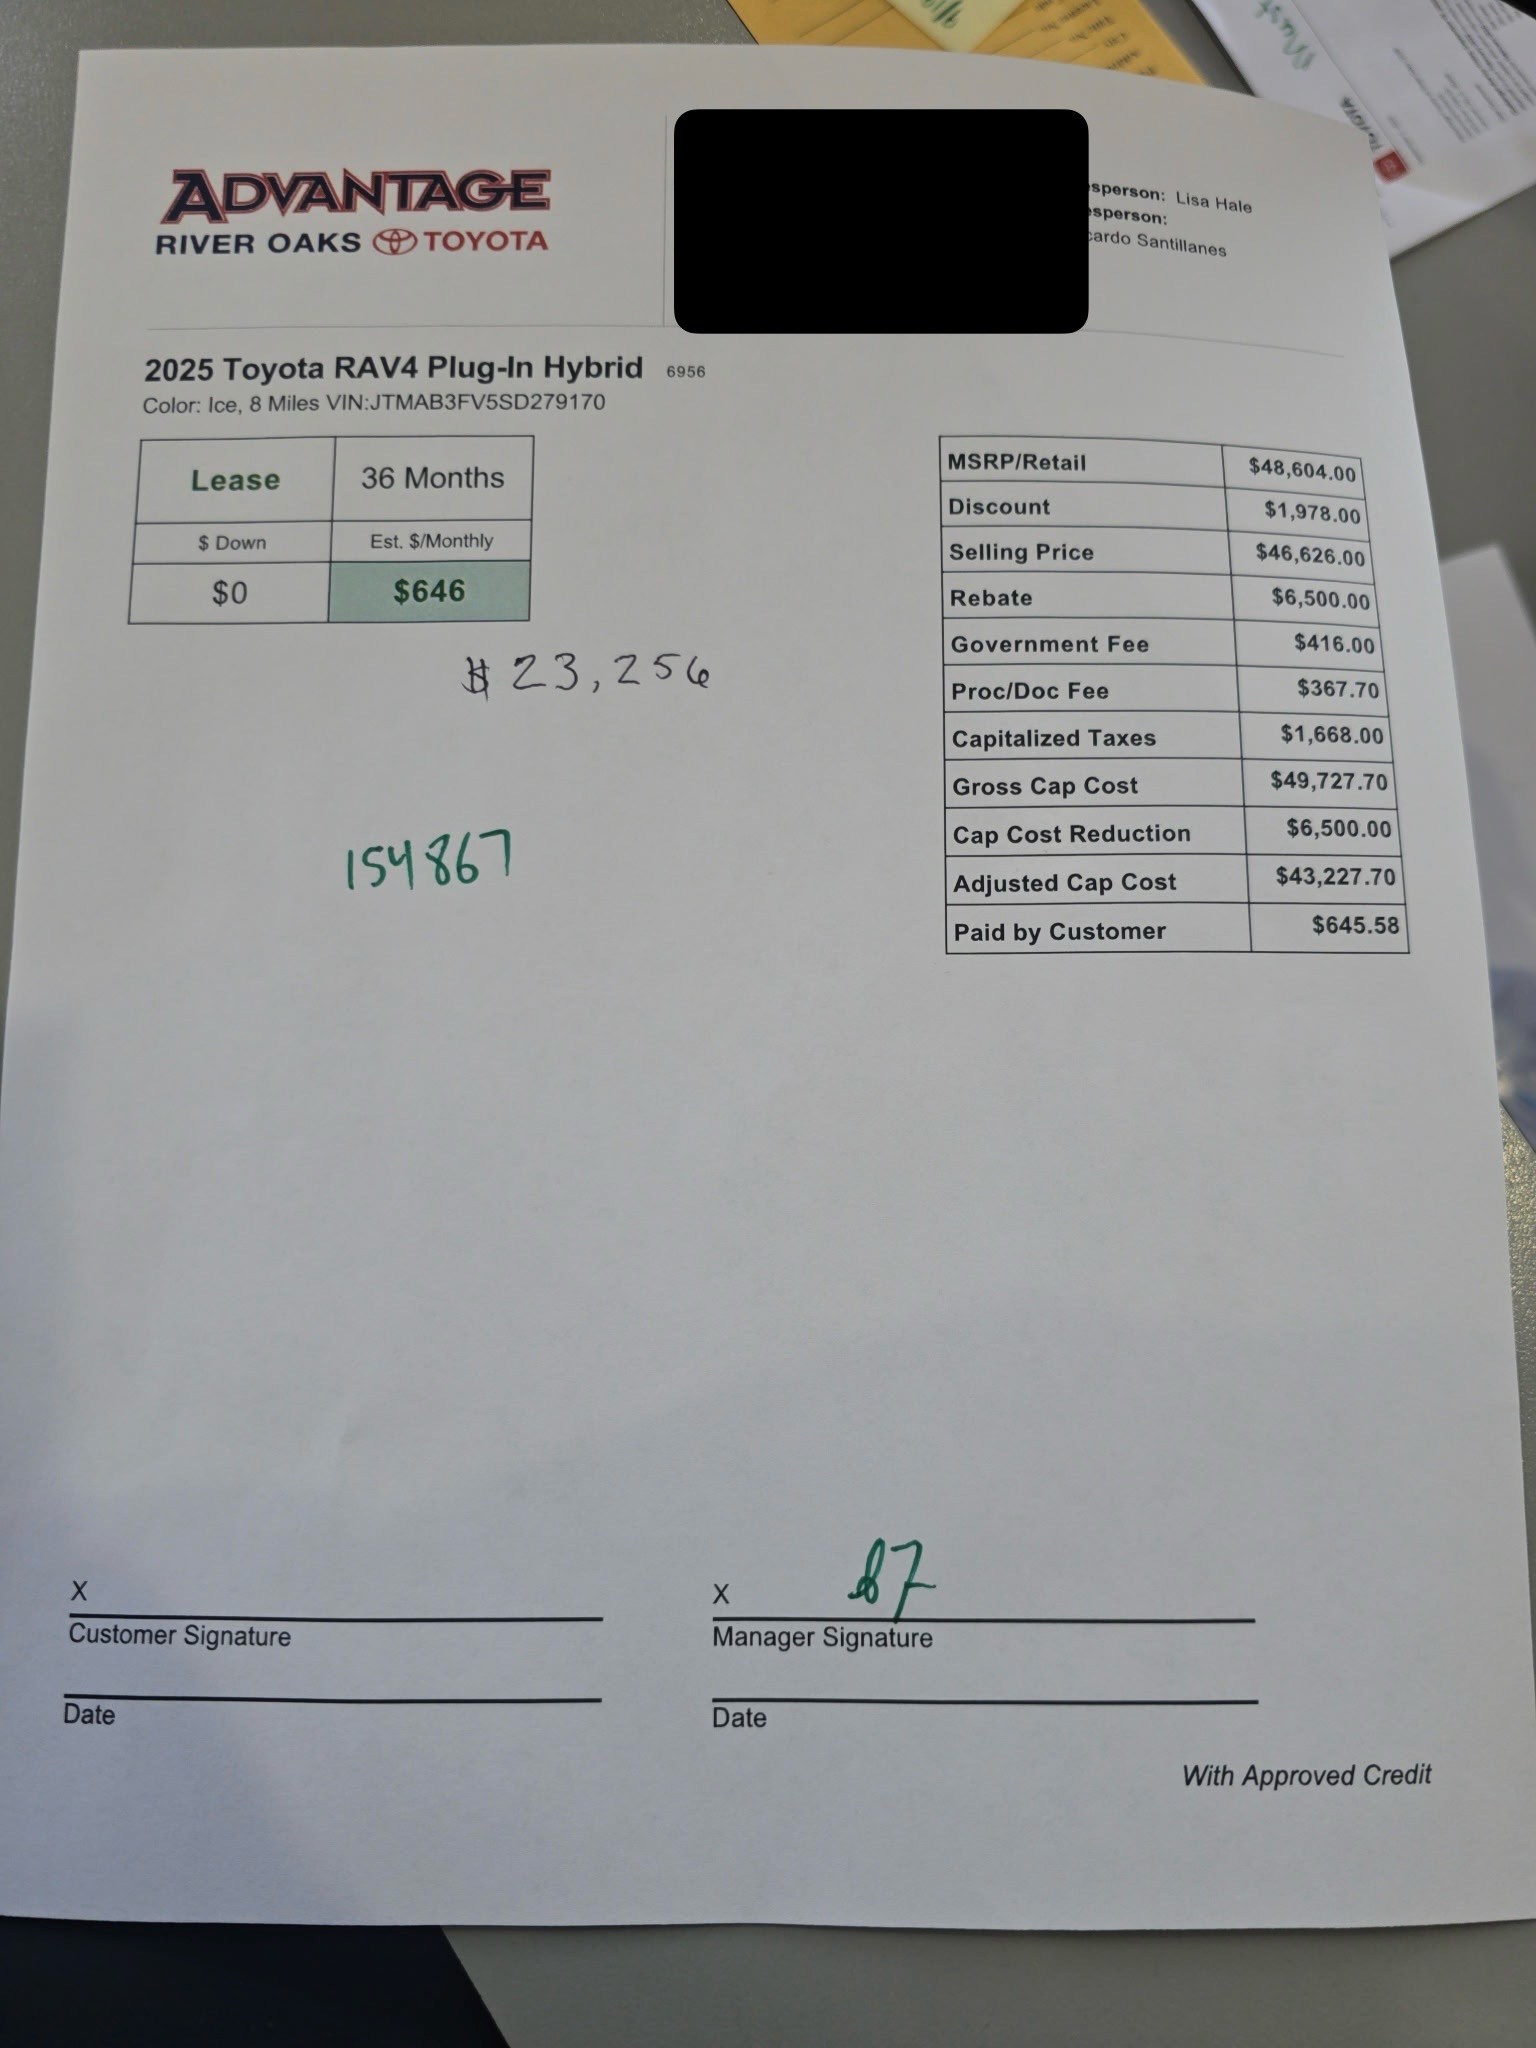 ADVANTAGE
RIVER OAKS TOYOTA
esperson: Lisa Hale
esperson:
cardo Santillanes
2025 Toyota RAV4 Plug-In Hybrid 6956
Color: Ice, 8 Miles VIN:JTMAB3FV5SD279170
Lease 36 Months
$ Down Est. $/Monthly
$0 $646
$23,256
154867
MSRP/Retail $48,604.00
Discount $1,978.00
Selling Price $46,626.00
Rebate $6,500.00
Government Fee $416.00
Proc/Doc Fee $367.70
Capitalized Taxes $1,668.00
Gross Cap Cost $49,727.70
Cap Cost Reduction $6,500.00
Adjusted Cap Cost $43,227.70
Paid by Customer $645.58
X
Customer Signature
Date
X
Manager Signature
Date
With Approved Credit
TOYOTA